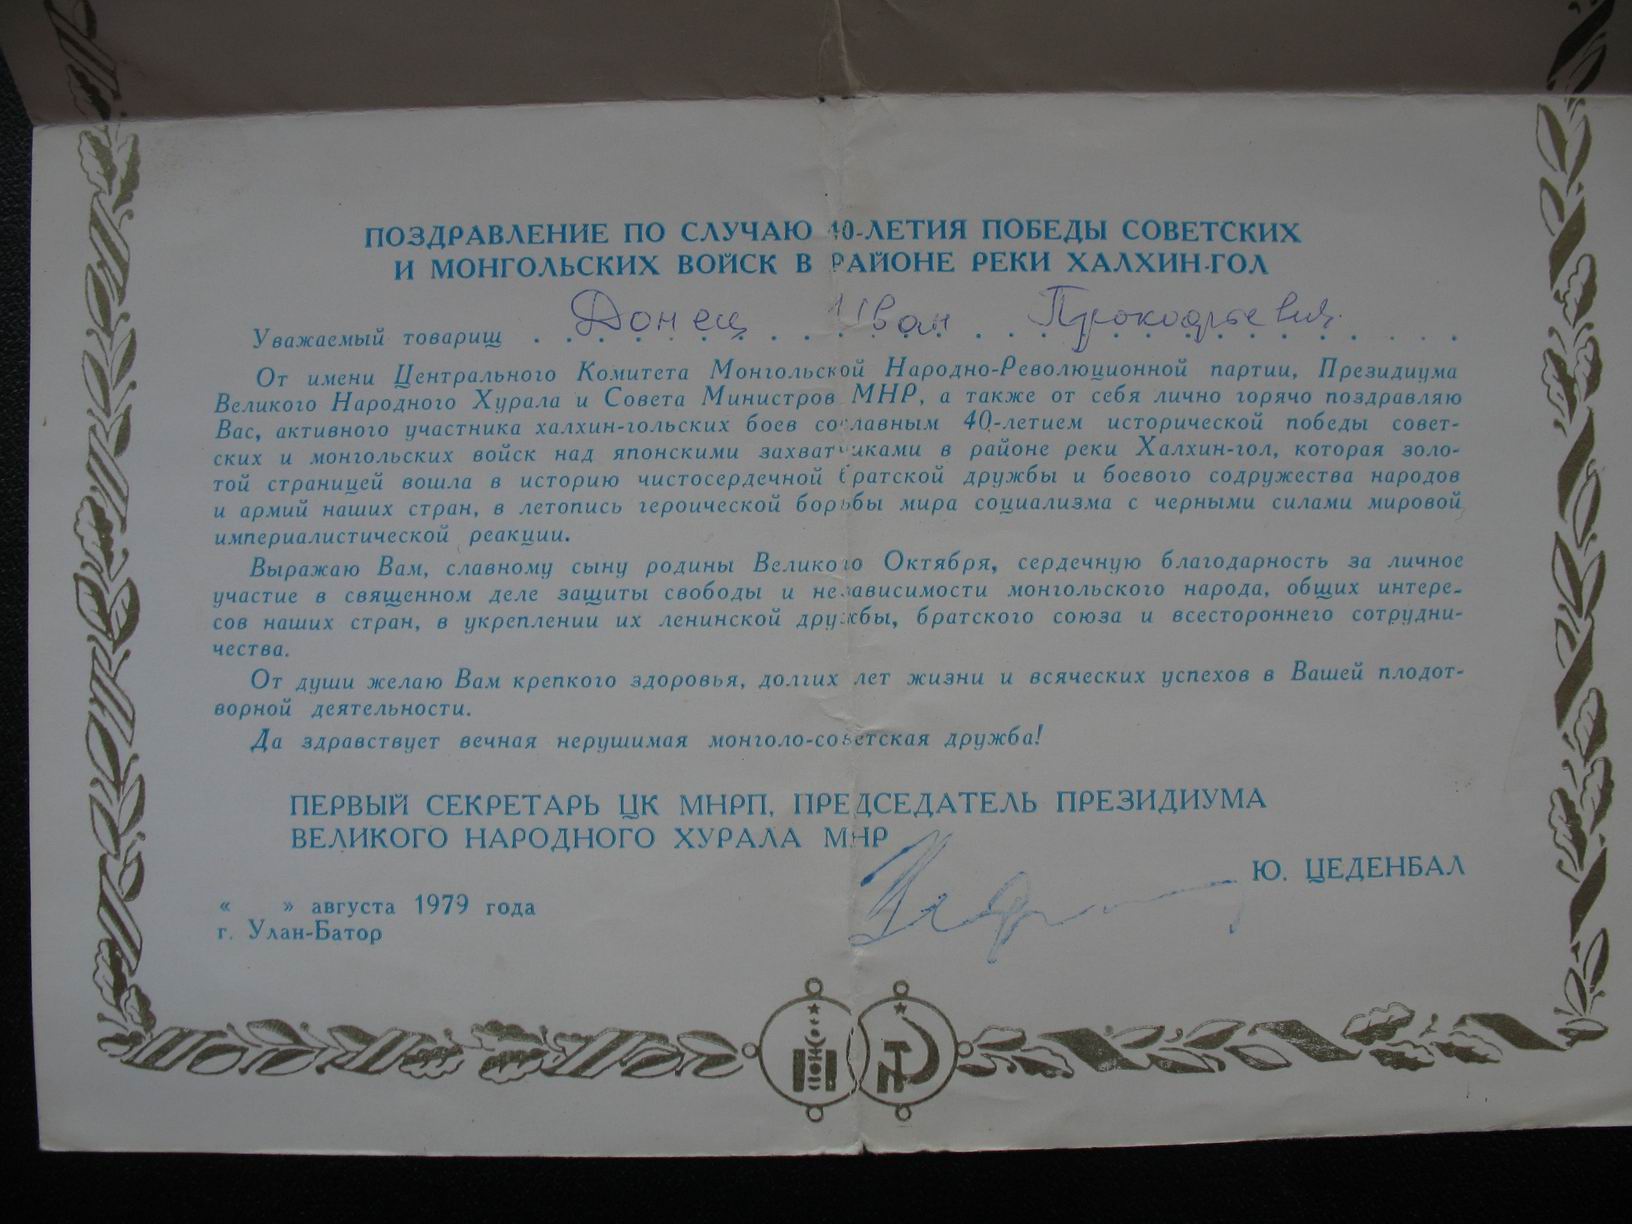 ПОЗДРАВЛЕНИЕ ПО СЛУЧАЮ 40-ЛЕТИЯ ПОБЕДЫ СОВЕТСКИХ
И МОНГОЛЬСКИХ ВОЙСК В РАЙОНЕ РЕКИ ХАЛХИН-ГОЛ
Уважаемый товарищ Донец Иван Прокофьевич
От имени Центрального Комитета Монгольской Народно-Революционной партии, Президиума
Великого Народного Хурала и Совета Министров МНР, а также от себя лично горячо поздравляю
Вас, активного участника халхин-гольских боев со славным 40-летием исторической победы совет-
ских и монгольских войск над японскими захватчиками в районе реки Халхин-гол, которая золо-
той страницей вошла в историю чистосердечной братской дружбы и боевого содружества народов
и армий наших стран, в летопись героической борьбы мира социализма с черными силами мировой
империалистической реакции.
Выражаю Вам, славному сыну родины Великого Октября, сердечную благодарность за личное
участие в священном деле защиты свободы и независимости монгольского народа, общих интере-
сов наших стран, в укреплении их ленинской дружбы, братского союза и всестороннего сотрудни-
чества.
От души желаю Вам крепкого здоровья, долгих лет жизни и всяческих успехов в Вашей плодот-
ворной деятельности.
Да здравствует вечная нерушимая монголо-советская дружба!
ПЕРВЫЙ СЕКРЕТАРЬ ЦК МНРП, ПРЕДСЕДАТЕЛЬ ПРЕЗИДИУМА
ВЕЛИКОГО НАРОДНОГО ХУРАЛА МНР
Ю. ЦЕДЕНБАЛ
« » августа 1979 года
г. Улан-Батор